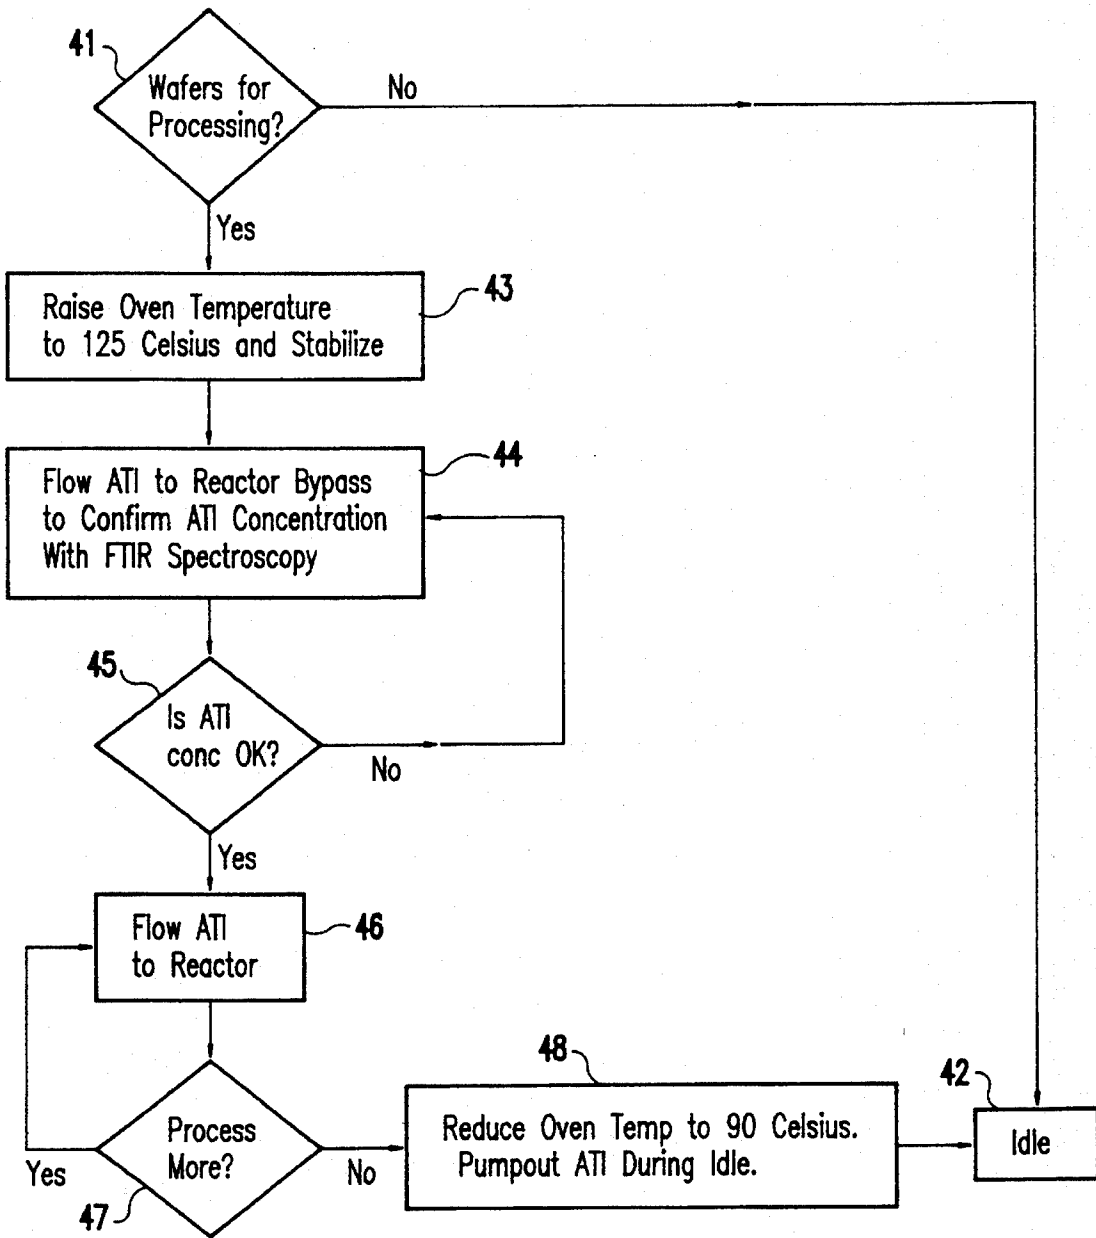 41
Wafers for
Processing?
No
Yes
43
Raise Oven Temperature
to 125 Celsius and Stabilize
44
Flow ATI to Reactor Bypass
to Confirm ATI Concentration
With FTIR Spectroscopy
45
Is ATI
conc OK?
No
Yes
46
Flow ATI
to Reactor
47
Process
More?
Yes
No
48
Reduce Oven Temp to 90 Celsius.
Pumpout ATI During Idle.
42
Idle